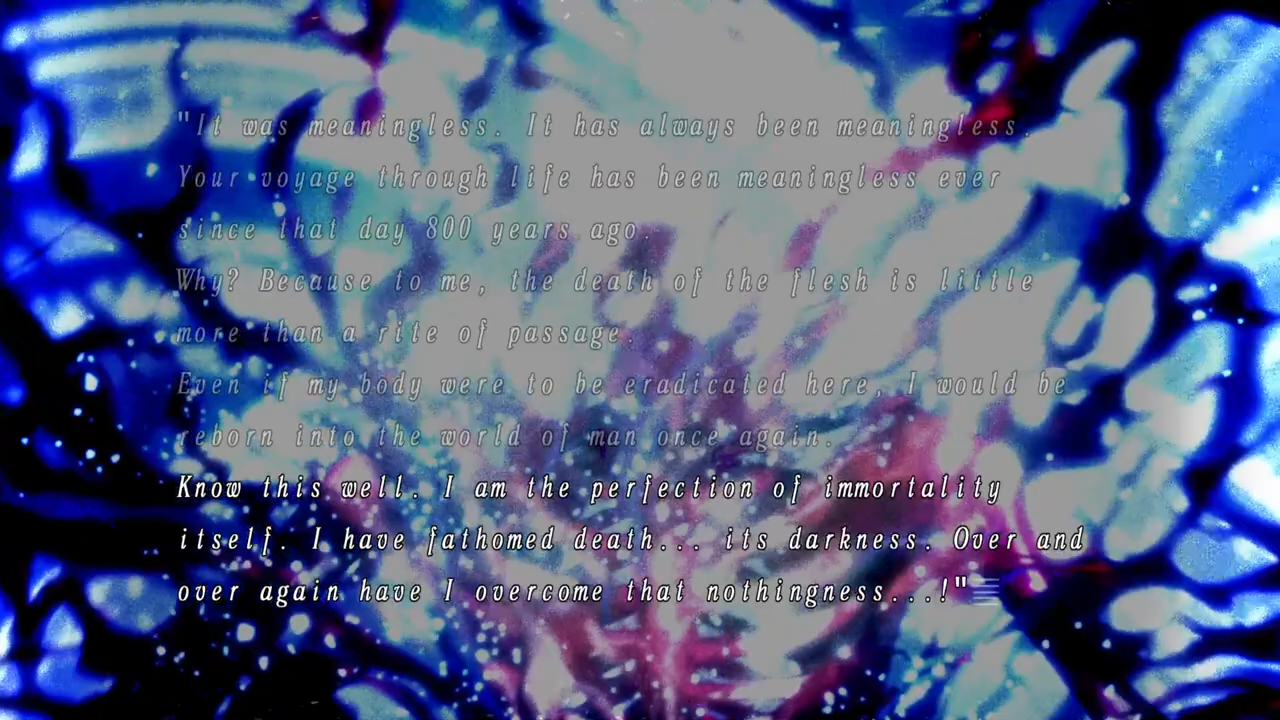 "It was meaningless. It has always been meaningless.
Your voyage through life has been meaningless ever
since that day 800 years ago.
Why? Because to me, the death of the flesh is little
more than a rite of passage.
Even if my body were to be eradicated here, I would be
reborn into the world of man once again.
Know this well. I am the perfection of immortality
itself. I have fathomed death... its darkness. Over and
over again have I overcome that nothingness...!"